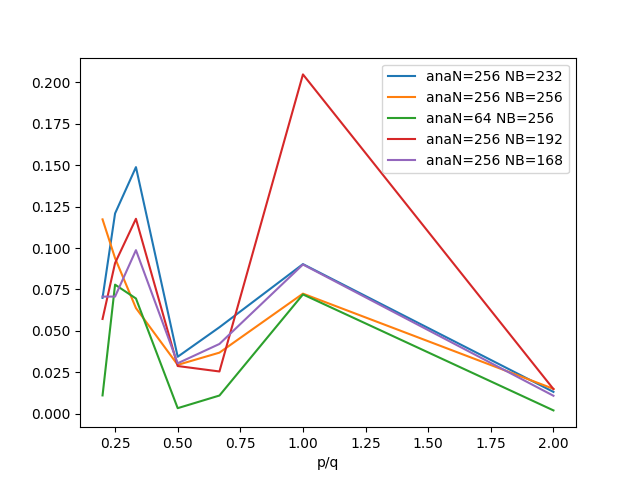 0.200
0.175
0.150
0.125
0.100
0.075
0.050
0.025
0.000
anaN=256 NB=232
anaN=256 NB=256
anaN=64 NB=256
anaN=256 NB=192
anaN=256 NB=168
0.25 0.50 0.75 1.00 1.25 1.50 1.75 2.00
p/q